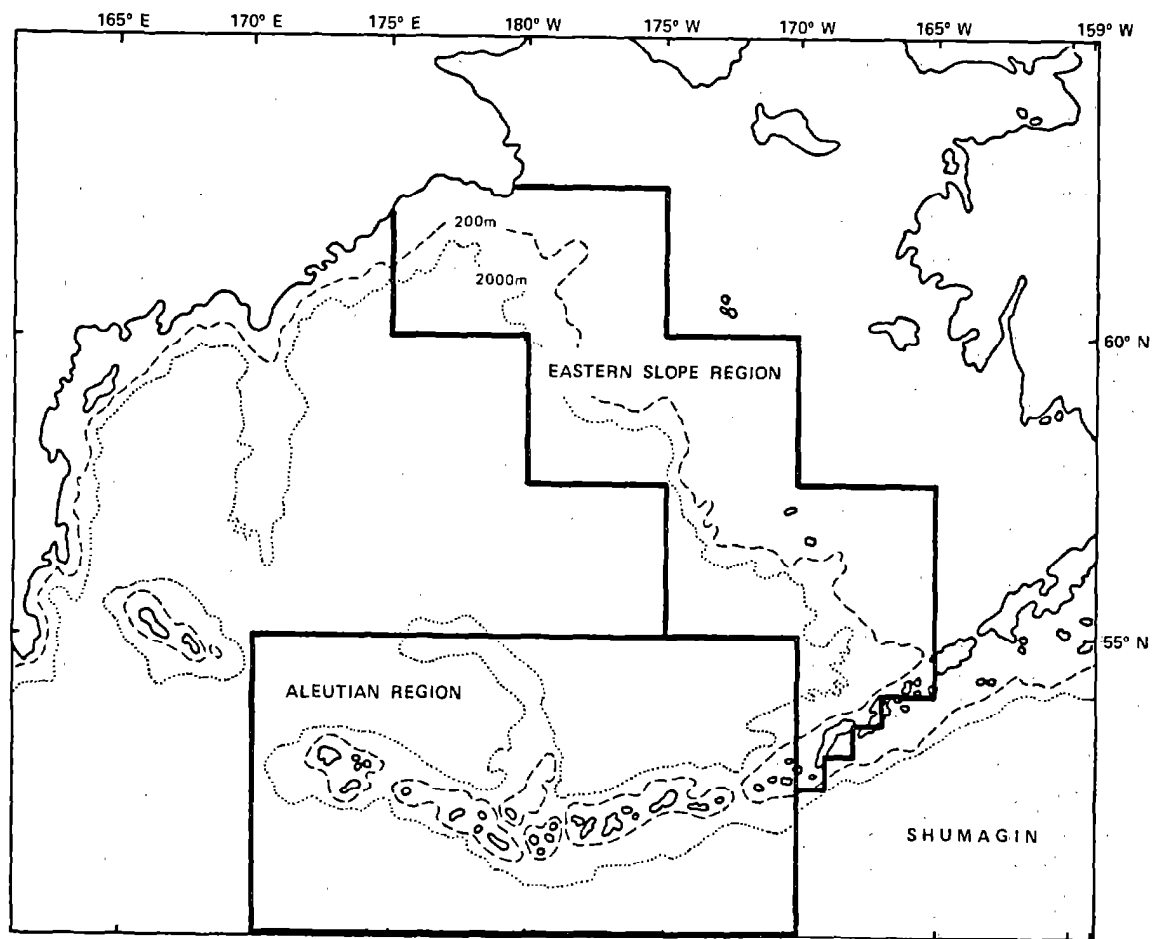 165° E 170° E 175° E 180° W 175° W 170° W 165° W 159° W
200m
2000m
60° N
EASTERN SLOPE REGION
55° N
ALEUTIAN REGION
SHUMAGIN